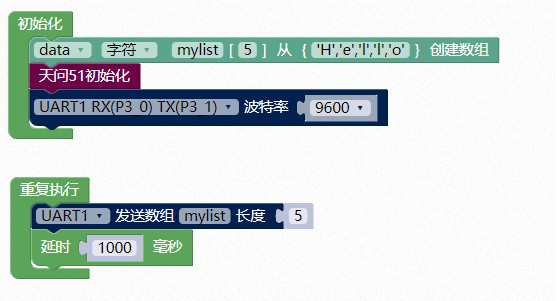 初始化
data 字符 mylist [ 5 ] 从 { 'H','e','l','l','o' } 创建数组
天问51初始化
UART1 RX(P3_0) TX(P3_1) 波特率 9600
重复执行
UART1 发送数组 mylist 长度 5
延时 1000 毫秒